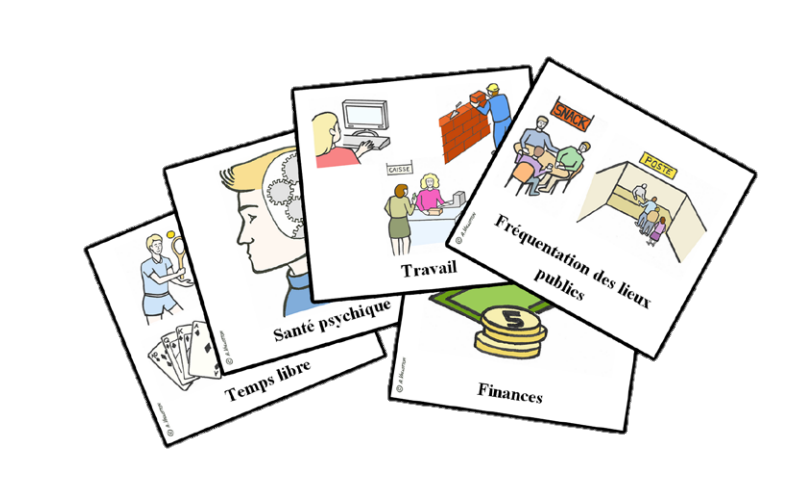 SNACK
POSTE
CAISSE
Fréquentation des lieux
publics
Travail
Santé psychique
Temps libre
5
Finances